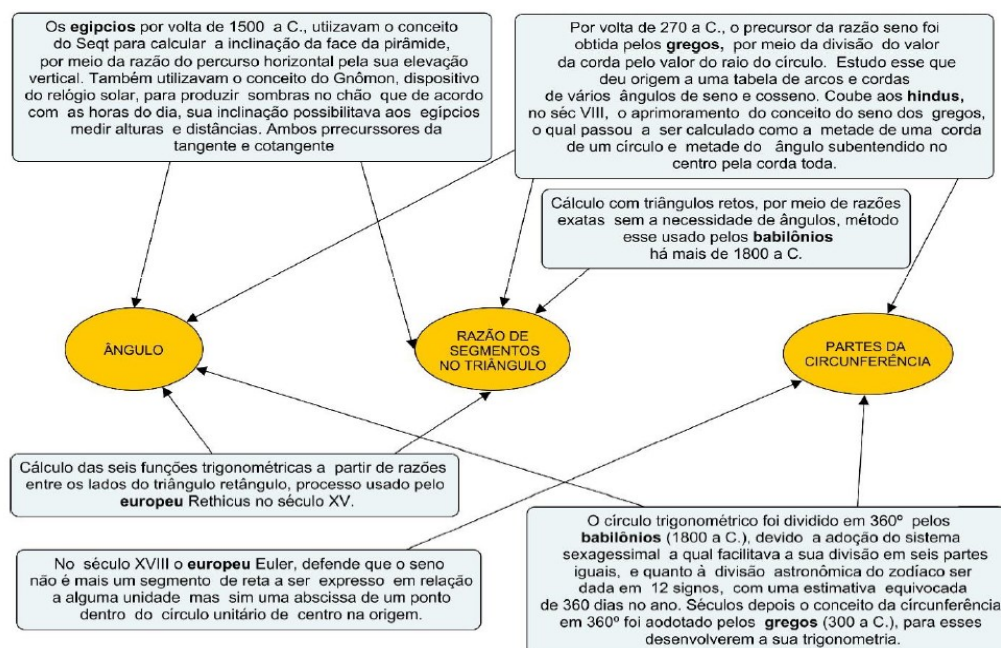 Os egipcios por volta de 1500 a C., utiizavam o conceito
do Seqt para calcular a inclinação da face da pirâmide,
por meio da razão do percurso horizontal pela sua elevação
vertical. Também utilizavam o conceito do Gnômon, dispositivo
do relógio solar, para produzir sombras no chão que de acordo
com as horas do dia, sua inclinação possibilitava aos egípcios
medir alturas e distâncias. Ambos prrecurssores da
tangente e cotangente
Por volta de 270 a C., o precursor da razão seno foi
obtida pelos gregos, por meio da divisão do valor
da corda pelo valor do raio do círculo. Estudo esse que
deu origem a uma tabela de arcos e cordas
de vários ângulos de seno e cosseno. Coube aos hindus,
no séc VIII, o aprimoramento do conceito do seno dos gregos,
o qual passou a ser calculado como a metade de uma corda
de um círculo e metade do ângulo subentendido no
centro pela corda toda.
Cálculo com triângulos retos, por meio de razões
exatas sem a necessidade de ângulos, método
esse usado pelos babilônios
há mais de 1800 a C.
ÂNGULO
RAZÃO DE
SEGMENTOS
NO TRIÂNGULO
PARTES DA
CIRCUNFERÊNCIA
Cálculo das seis funções trigonométricas a partir de razões
entre os lados do triângulo retângulo, processo usado pelo
europeu Rethicus no século XV.
No século XVIII o europeu Euler, defende que o seno
não é mais um segmento de reta a ser expresso em relação
a alguma unidade mas sim uma abscissa de um ponto
dentro do círculo unitário de centro na origem.
O círculo trigonométrico foi dividido em 360º pelos
babilônios (1800 a C.), devido a adoção do sistema
sexagessimal a qual facilitava a sua divisão em seis partes
iguais, e quanto à divisão astronômica do zodíaco ser
dada em 12 signos, com uma estimativa equivocada
de 360 dias no ano. Séculos depois o conceito da círcunferência
em 360º foi aodotado pelos gregos (300 a C.), para esses
desenvolverem a sua trigonometria.